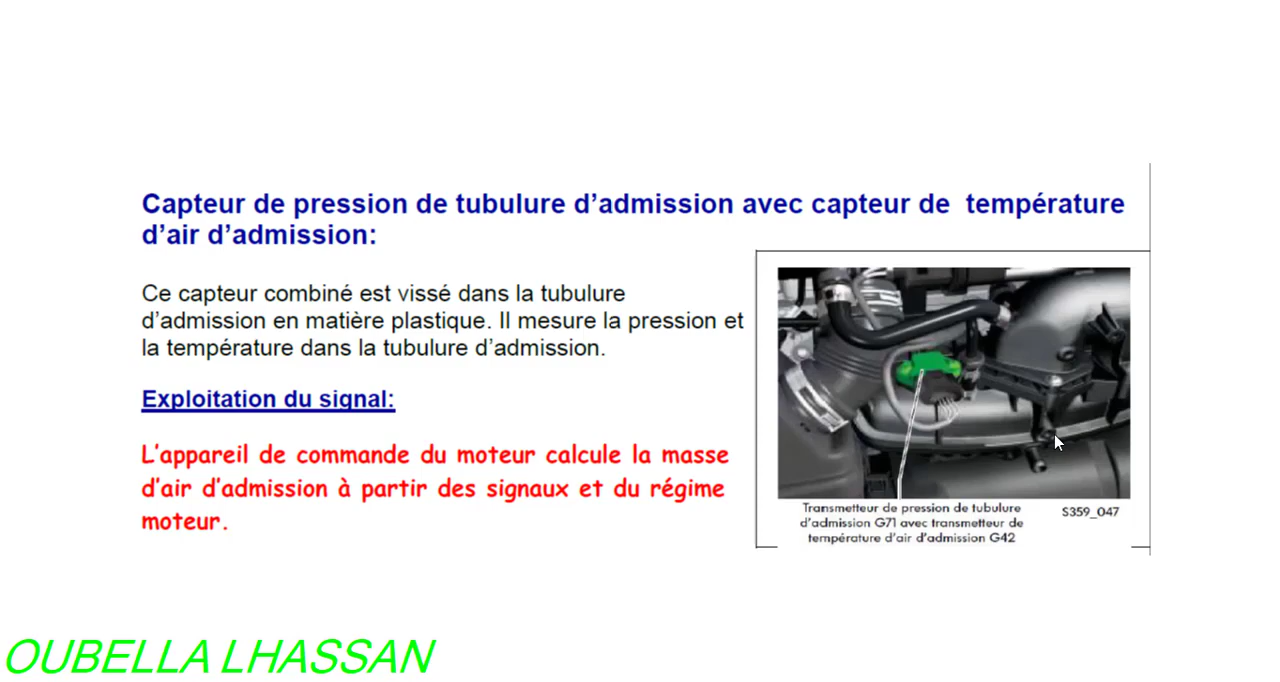 Capteur de pression de tubulure d’admission avec capteur de température
d’air d’admission:
Ce capteur combiné est vissé dans la tubulure
d’admission en matière plastique. Il mesure la pression et
la température dans la tubulure d’admission.
Exploitation du signal:
L’appareil de commande du moteur calcule la masse
d’air d’admission à partir des signaux et du régime
moteur.
Transmetteur de pression de tubulure
d’admission G71 avec transmetteur de
température d’air d’admission G42
S359_047
OUBELLA LHASSAN